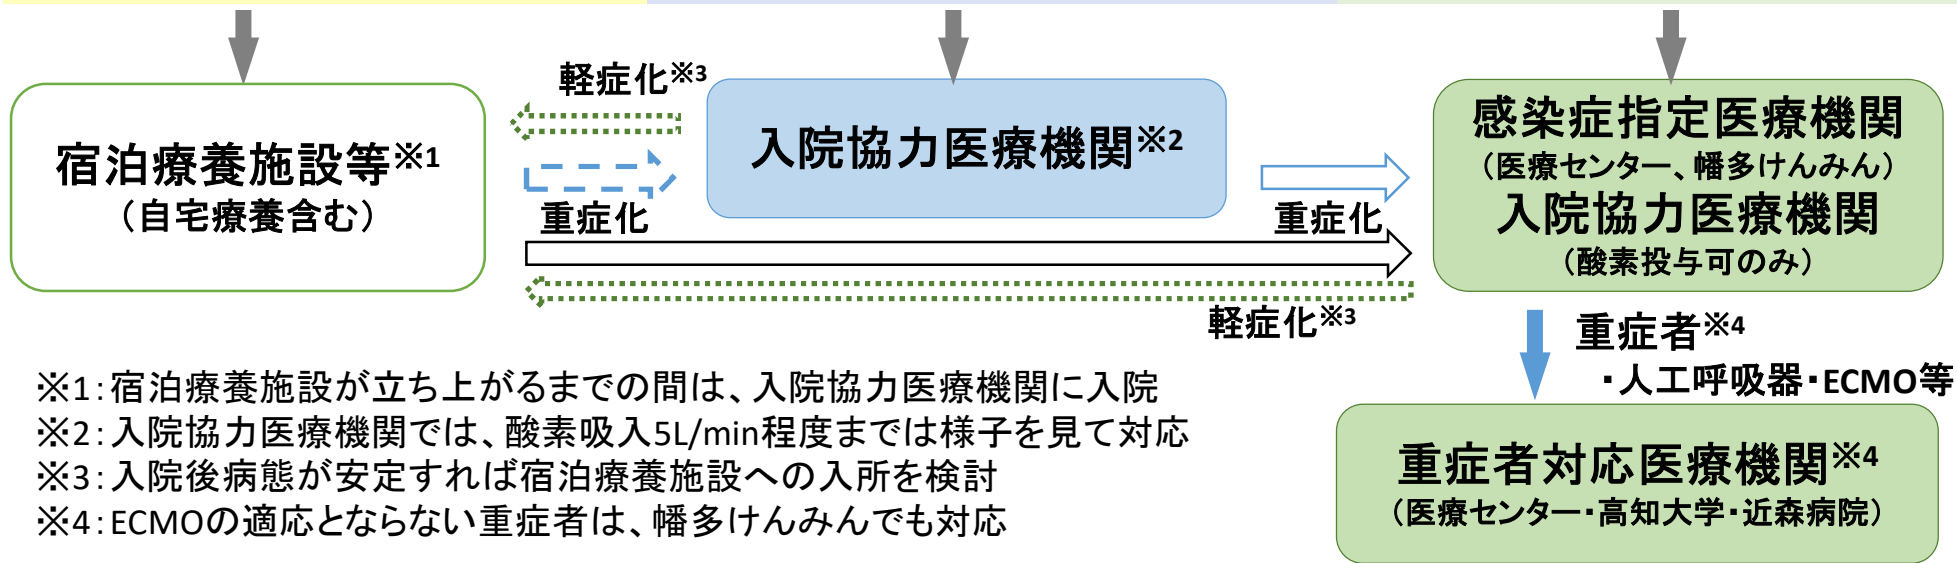 宿泊療養施設等※1
（自宅療養含む）
軽症化※3
重症化
入院協力医療機関※2
重症化
軽症化※3
感染症指定医療機関
（医療センター、幡多けんみん）
入院協力医療機関
（酸素投与可のみ）
重症者※4
・人工呼吸器・ECMO等
重症者対応医療機関※4
（医療センター・高知大学・近森病院）
※1：宿泊療養施設が立ち上がるまでの間は、入院協力医療機関に入院
※2：入院協力医療機関では、酸素吸入5L/min程度までは様子を見て対応
※3：入院後病態が安定すれば宿泊療養施設への入所を検討
※4：ECMOの適応とならない重症者は、幡多けんみんでも対応